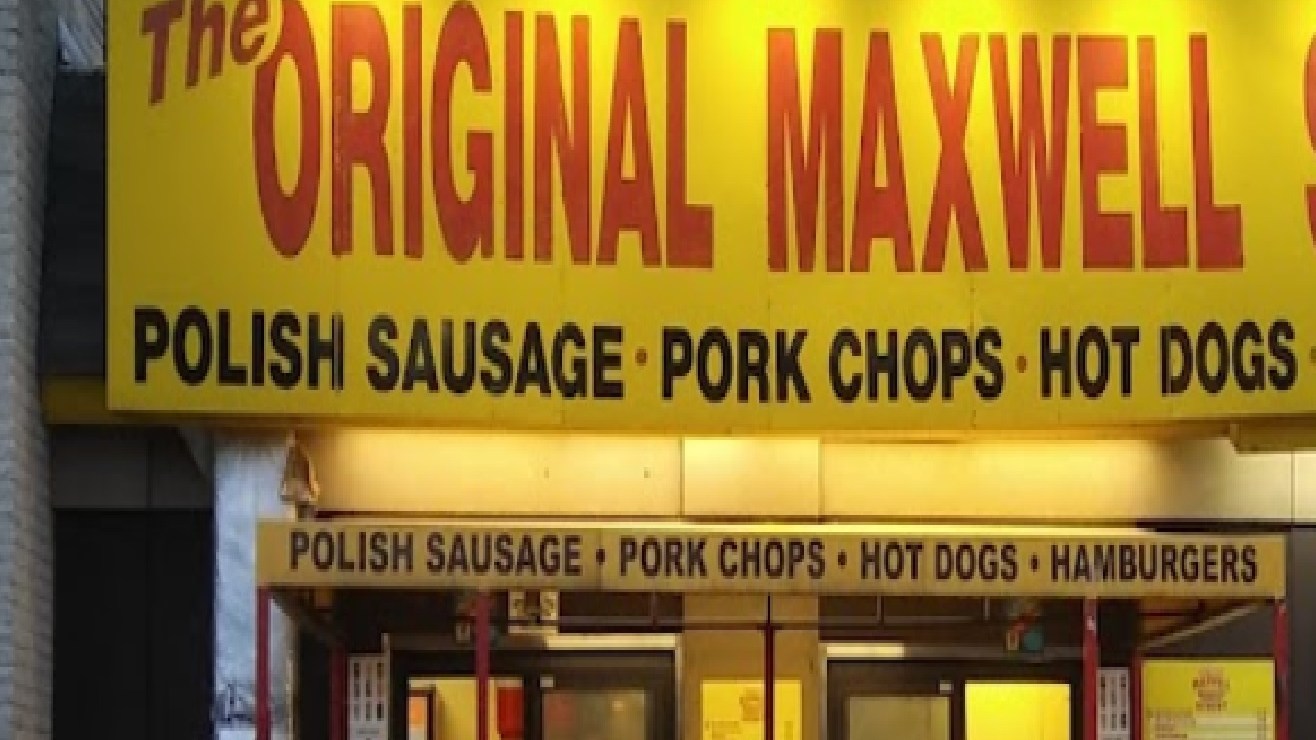 The ORIGINAL MAXWELL S
POLISH SAUSAGE · PORK CHOPS · HOT DOGS ·
POLISH SAUSAGE • PORK CHOPS • HOT DOGS • HAMBURGERS